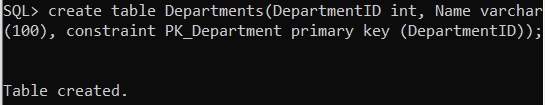 SQL> create table Departments(DepartmentID int, Name varchar
(100), constraint PK_Department primary key (DepartmentID));
Table created.